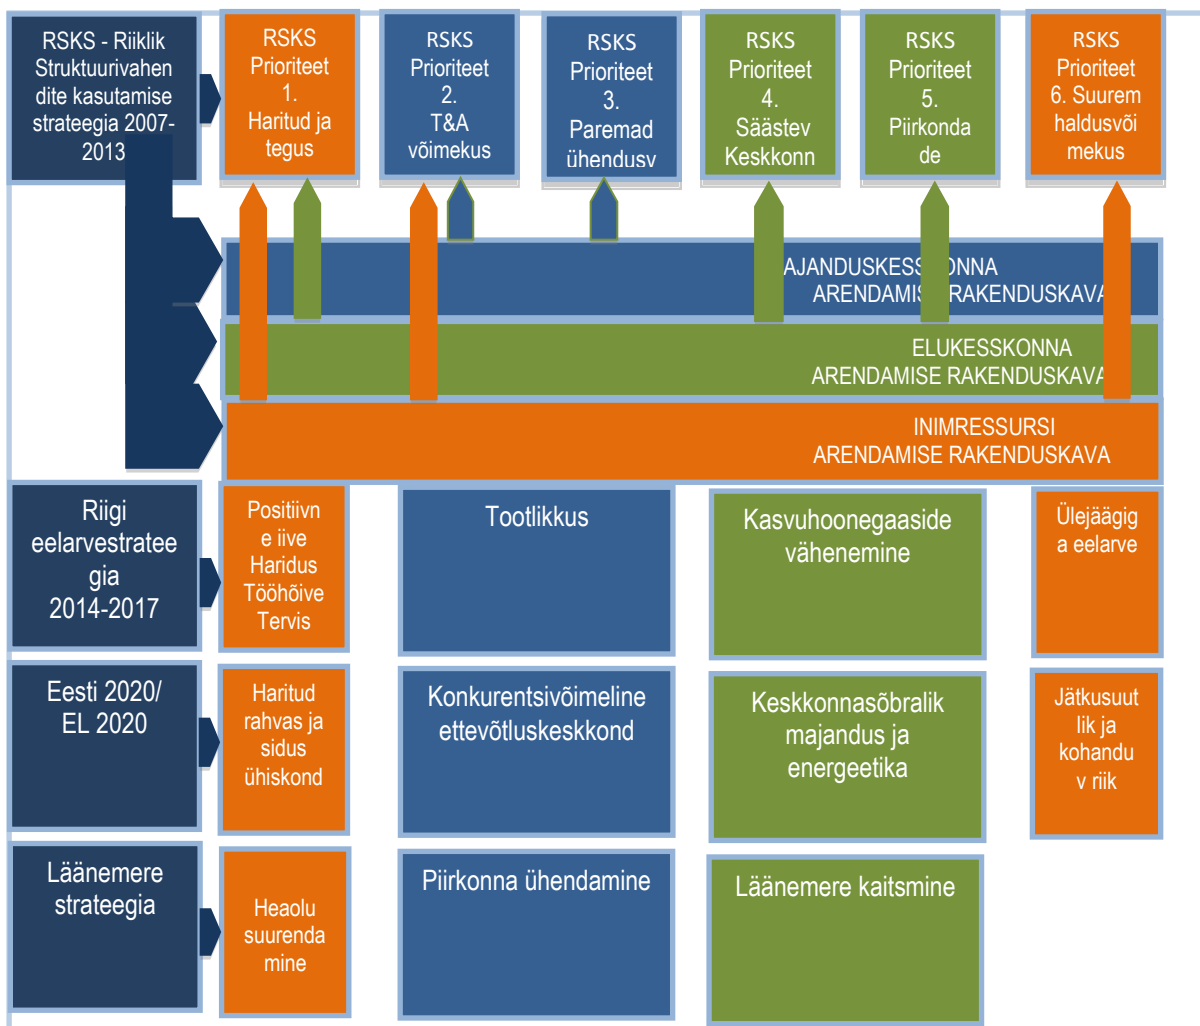 RSKS - Riiklik
Struktuurivahen
dite kasutamise
strateegia 2007-
2013
RSKS
Prioriteet
1.
Haritud ja
tegus
RSKS
Prioriteet
2.
T&A
võimekus
RSKS
Prioriteet
3.
Paremad
ühendusv
RSKS
Prioriteet
4.
Säästev
Keskkonn
RSKS
Prioriteet
5.
Piirkonda
de
RSKS
Prioriteet
6. Suurem
haldusvõi
mekus
ARENDAMISE RAKENDUSKAVA
ELUKESSKONNA
ARENDAMISE RAKENDUSKAVA
INIMRESSURSI
ARENDAMISE RAKENDUSKAVA
Riigi
eelarvestratee
gia
2014-2017
Positiivn
e iive
Haridus
Tööhõive
Tervis
Tootlikkus
Kasvuhoonegaaside
vähenemine
Ülejäägig
a eelarve
Eesti 2020/
EL 2020
Haritud
rahvas ja
sidus
ühiskond
Konkurentsivõimeline
ettevõtluskeskkond
Keskkonnasõbralik
majandus ja
energeetika
Jätkusuut
lik ja
kohandu
v riik
Läänemere
strateegia
Heaolu
suurenda
mine
Piirkonna ühendamine
Läänemere kaitsmine